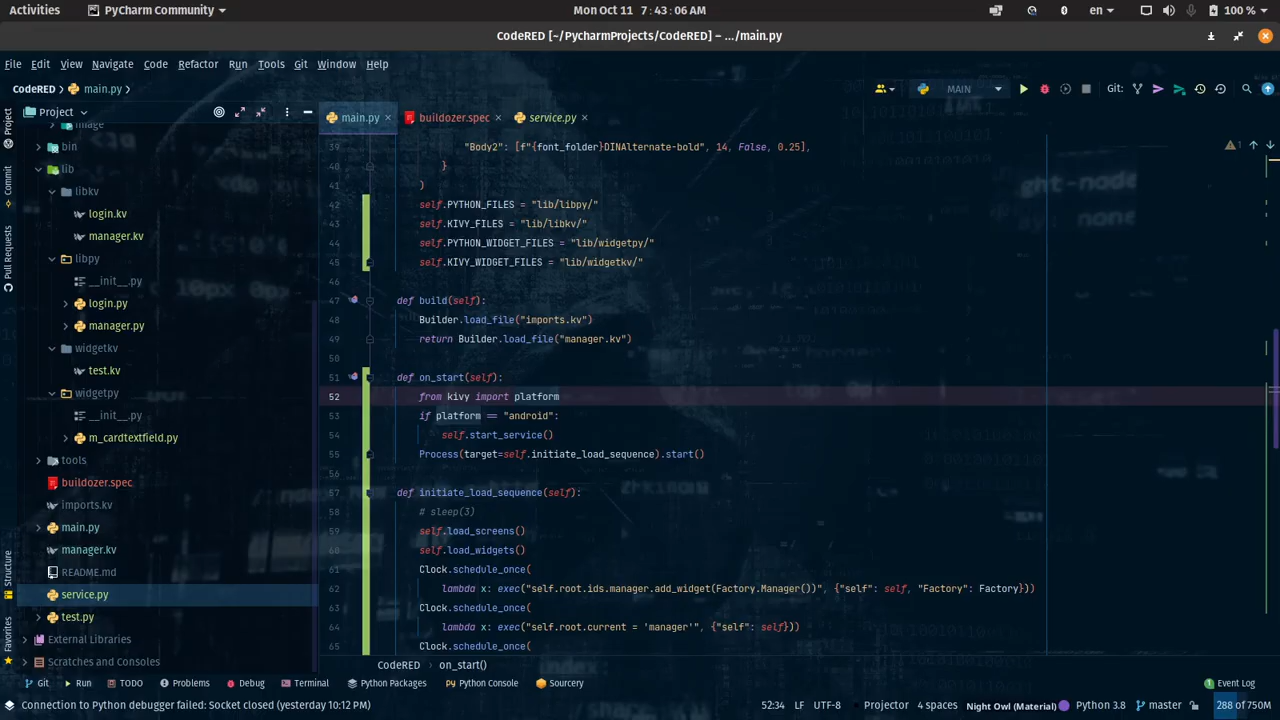 Activities PyCharm Community Mon Oct 11 7:43:06 AM en 100 %
CodeRED [~/PycharmProjects/CodeRED] – .../main.py
File Edit View Navigate Code Refactor Run Tools Git Window Help
CodeRED main.py MAIN Git:
Project
main.py buildozer.spec service.py
Project
Commit
Pull Requests
Structure
Favorites
image
bin
lib
libkv
login.kv
manager.kv
libpy
__init__.py
login.py
manager.py
widgetkv
test.kv
widgetpy
__init__.py
m_cardtextfield.py
tools
buildozer.spec
imports.kv
main.py
manager.kv
README.md
service.py
test.py
External Libraries
Scratches and Consoles
39 "Body2": [f"{font_folder}DINAlternate-bold", 14, False, 0.25],
40 }
41 )
42 self.PYTHON_FILES = "lib/libpy/"
43 self.KIVY_FILES = "lib/libkv/"
44 self.PYTHON_WIDGET_FILES = "lib/widgetpy/"
45 self.KIVY_WIDGET_FILES = "lib/widgetkv/"
46
47 def build(self):
48 Builder.load_file("imports.kv")
49 return Builder.load_file("manager.kv")
50
51 def on_start(self):
52 from kivy import platform
53 if platform == "android":
54 self.start_service()
55 Process(target=self.initiate_load_sequence).start()
56
57 def initiate_load_sequence(self):
58 # sleep(3)
59 self.load_screens()
60 self.load_widgets()
61 Clock.schedule_once(
62 lambda x: exec("self.root.ids.manager.add_widget(Factory.Manager())", {"self": self, "Factory": Factory}))
63 Clock.schedule_once(
64 lambda x: exec("self.root.current = 'manager'", {"self": self}))
65 Clock.schedule_once(
1
CodeRED on_start()
Git Run TODO Problems Debug Terminal Python Packages Python Console Sourcery 1 Event Log
Connection to Python debugger failed: Socket closed (yesterday 10:12 PM) 52:34 LF UTF-8 Projector 4 spaces Night Owl (Material) Python 3.8 master 288 of 750M